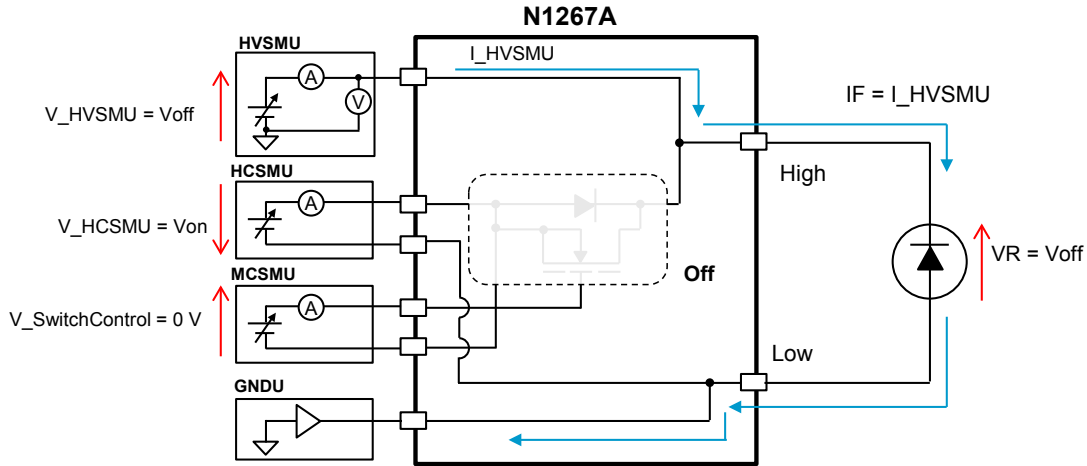 N1267A
HVSMU
A
V
V_HVSMU = Voff
I_HVSMU
IF = I_HVSMU
HCSMU
A
V_HCSMU = Von
High
Off
VR = Voff
MCSMU
A
V_SwitchControl = 0 V
Low
GNDU